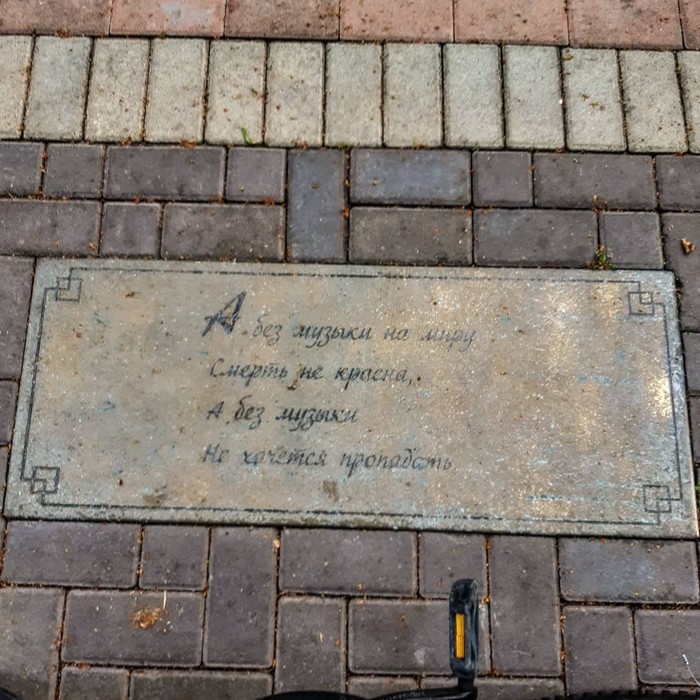 А без музыки на миру
Смерть не красна,
А без музыки
Не хочется пропадать